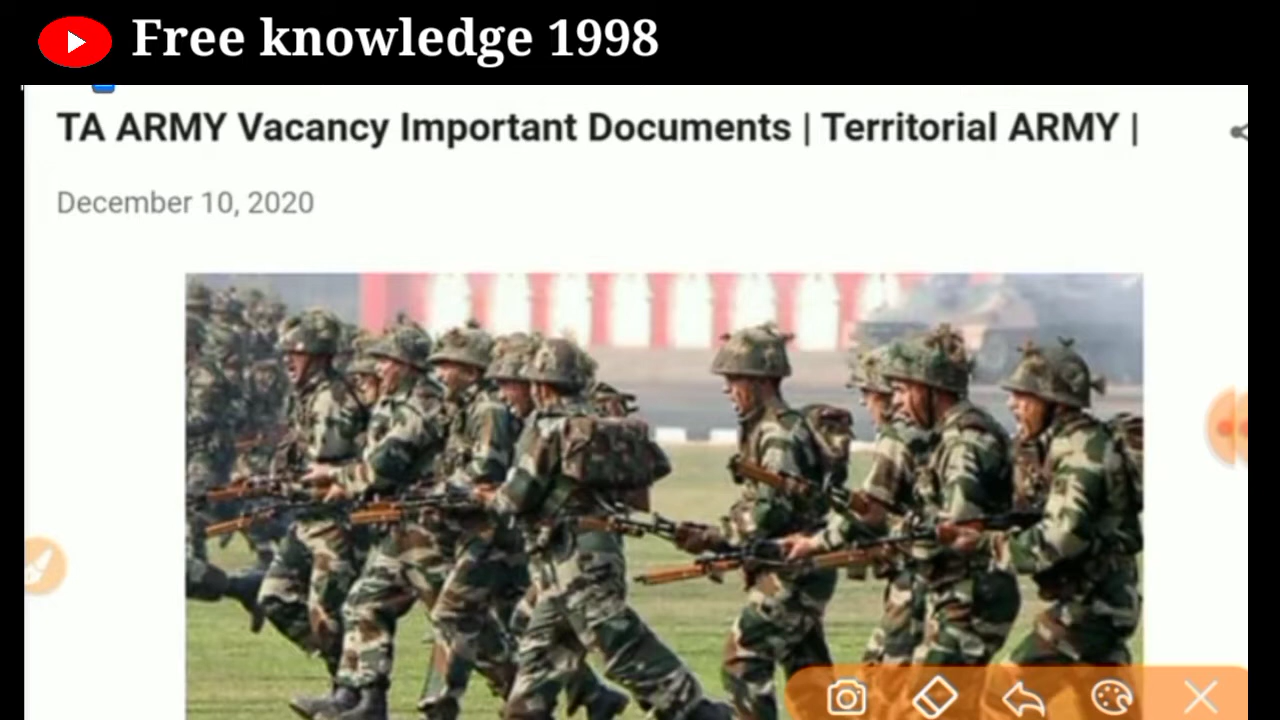 Free knowledge 1998
TA ARMY Vacancy Important Documents | Territorial ARMY |
December 10, 2020